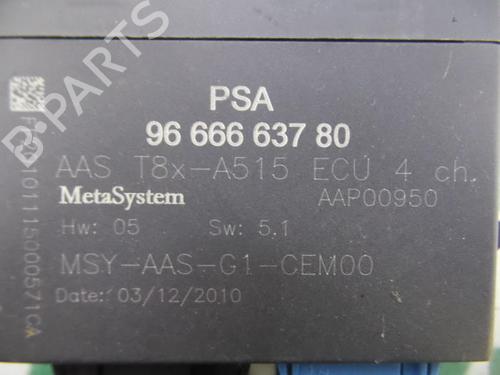 PSA
96 666 637 80
AAS T8x-A515 ECU 4 ch.
MetaSystem AAP00950
Hw: 05 Sw: 5.1
MSY-AAS-G1-CEM00
Date: 03/12/2010
B PARTS